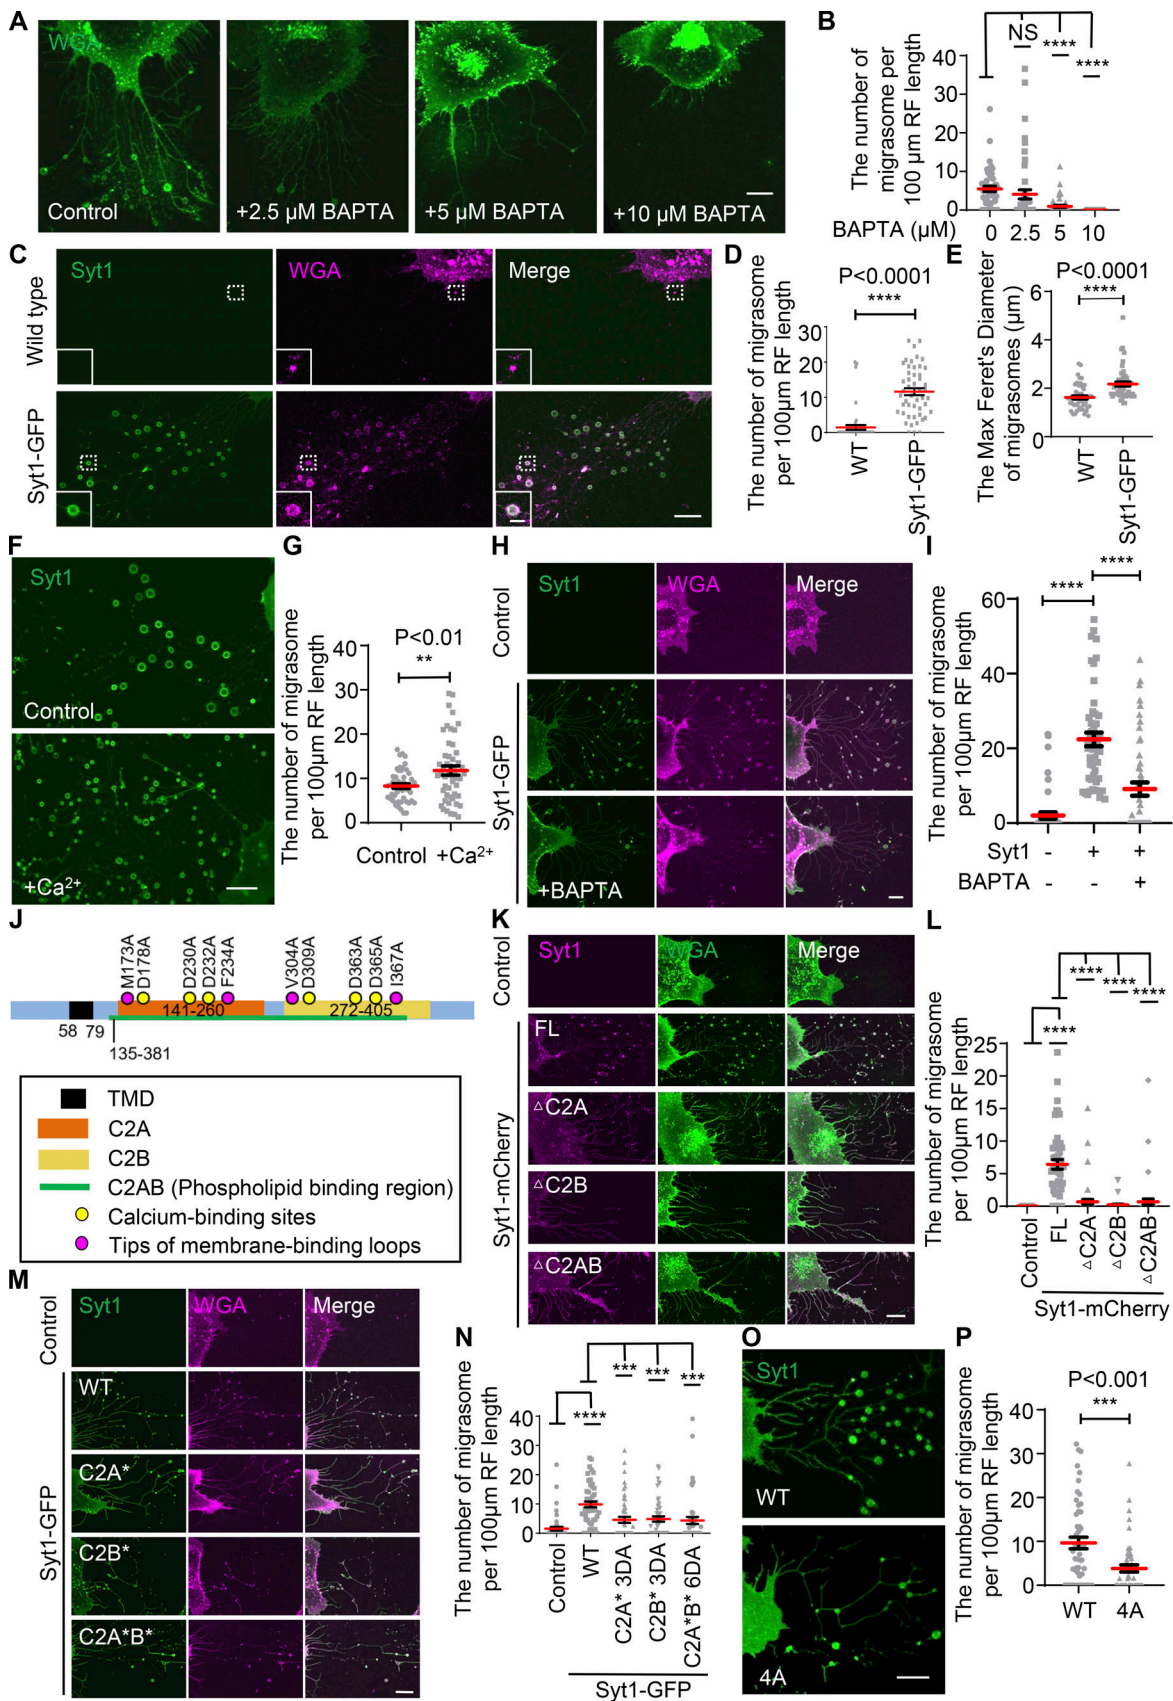 A
WGA
Control
+2.5 µM BAPTA
+5 µM BAPTA
+10 µM BAPTA
B
The number of
migrasome per
100 µm RF length
NS
****
****
40
30
20
10
0
BAPTA (µM)
0
2.5
5
10
C
Syt1
WGA
Merge
Wild type
Syt1-GFP
D
The number of migrasome
per 100µm RF length
P<0.0001
****
30
20
10
0
WT
Syt1-GFP
E
The Max Feret's Diameter
of migrasomes (µm)
P<0.0001
****
6
4
2
0
WT
Syt1-GFP
F
Syt1
Control
+Ca²⁺
G
The number of migrasome
per 100µm RF length
P<0.01
**
40
30
20
10
0
Control
+Ca²⁺
H
Syt1
WGA
Merge
Control
Syt1-GFP
+BAPTA
I
The number of migrasome
per 100µm RF length
****
****
60
40
20
0
Syt1
-
+
+
BAPTA
-
-
+
J
M173A
D178A
D230A
D232A
F234A
V304A
D309A
D363A
D365A
I367A
141-260
272-405
58
79
135-381
TMD
C2A
C2B
C2AB (Phospholipid binding region)
Calcium-binding sites
Tips of membrane-binding loops
K
Syt1
WGA
Merge
Control
Syt1-mCherry
FL
△C2A
△C2B
△C2AB
L
The number of migrasome
per 100µm RF length
****
****
****
****
25
20
15
10
5
0
Control
FL
△C2A
△C2B
△C2AB
Syt1-mCherry
M
Syt1
WGA
Merge
Control
Syt1-GFP
WT
C2A*
C2B*
C2A*B*
N
The number of migrasome
per 100µm RF length
****
***
***
***
40
30
20
10
0
Control
WT
C2A* 3DA
C2B* 3DA
C2A*B* 6DA
Syt1-GFP
O
Syt1
WT
4A
P
The number of migrasome
per 100µm RF length
P<0.001
***
40
30
20
10
0
WT
4A